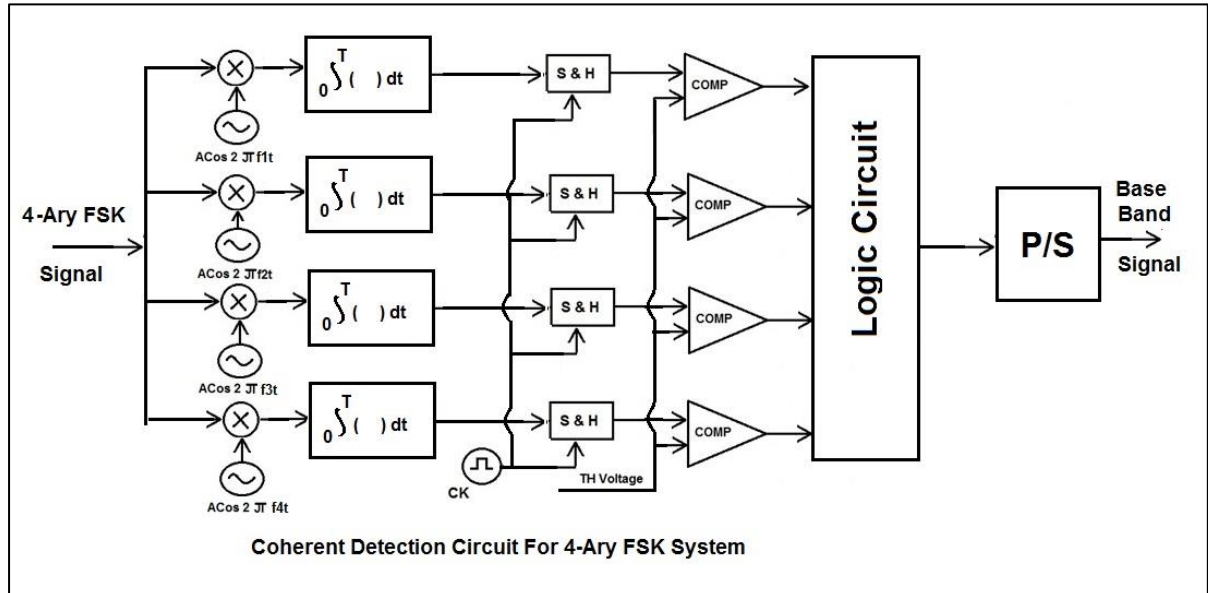 4-Ary FSK
Signal
ACos 2 π f1t
0 ∫ T ( ) dt
S & H
COMP
ACos 2 π f2t
0 ∫ T ( ) dt
S & H
COMP
ACos 2 π f3t
0 ∫ T ( ) dt
S & H
COMP
ACos 2 π f4t
0 ∫ T ( ) dt
S & H
COMP
CK
TH Voltage
Logic Circuit
P/S
Base
Band
Signal
Coherent Detection Circuit For 4-Ary FSK System